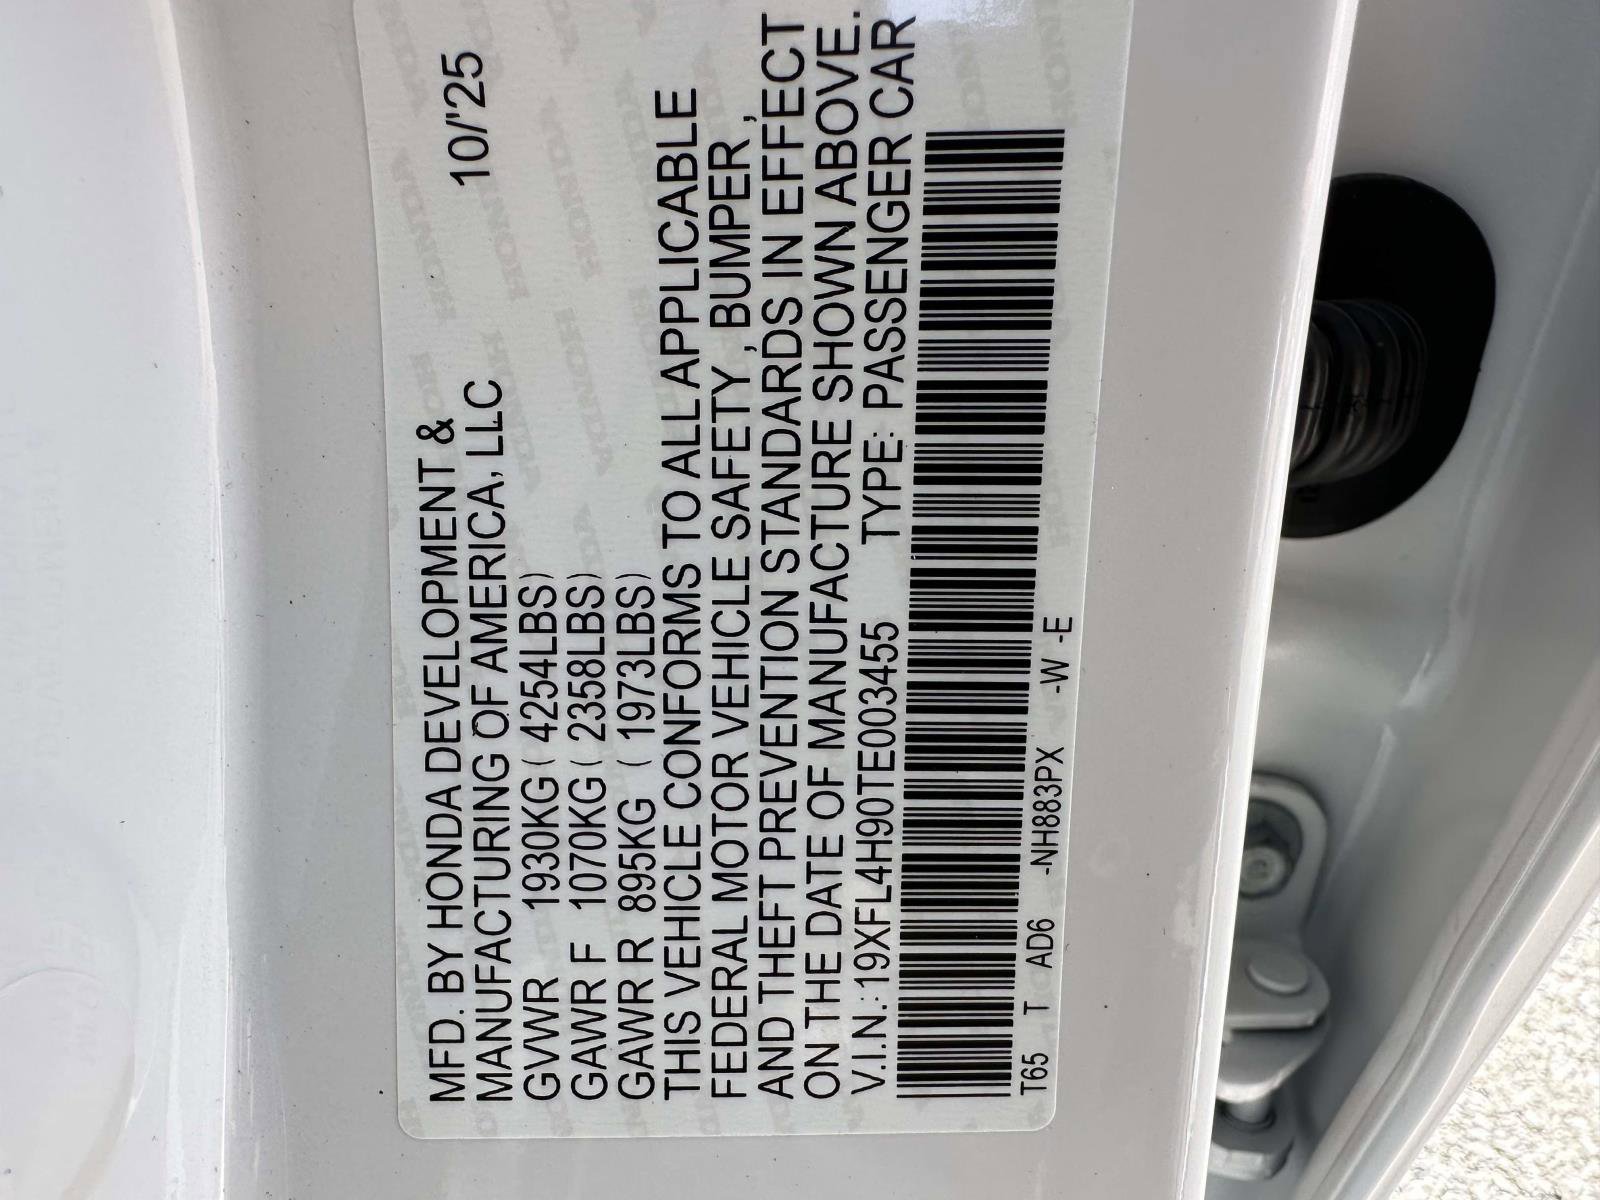 10/'25
MFD. BY HONDA DEVELOPMENT &
MANUFACTURING OF AMERICA, LLC
GVWR 1930KG ( 4254LBS)
GAWR F 1070KG ( 2358LBS)
GAWR R 895KG ( 1973LBS)
THIS VEHICLE CONFORMS TO ALL APPLICABLE
FEDERAL MOTOR VEHICLE SAFETY , BUMPER ,
AND THEFT PREVENTION STANDARDS IN EFFECT
ON THE DATE OF MANUFACTURE SHOWN ABOVE.
V.I.N.: 19XFL4H90TE003455 TYPE: PASSENGER CAR
T65 T AD6 -NH883PX -W -E